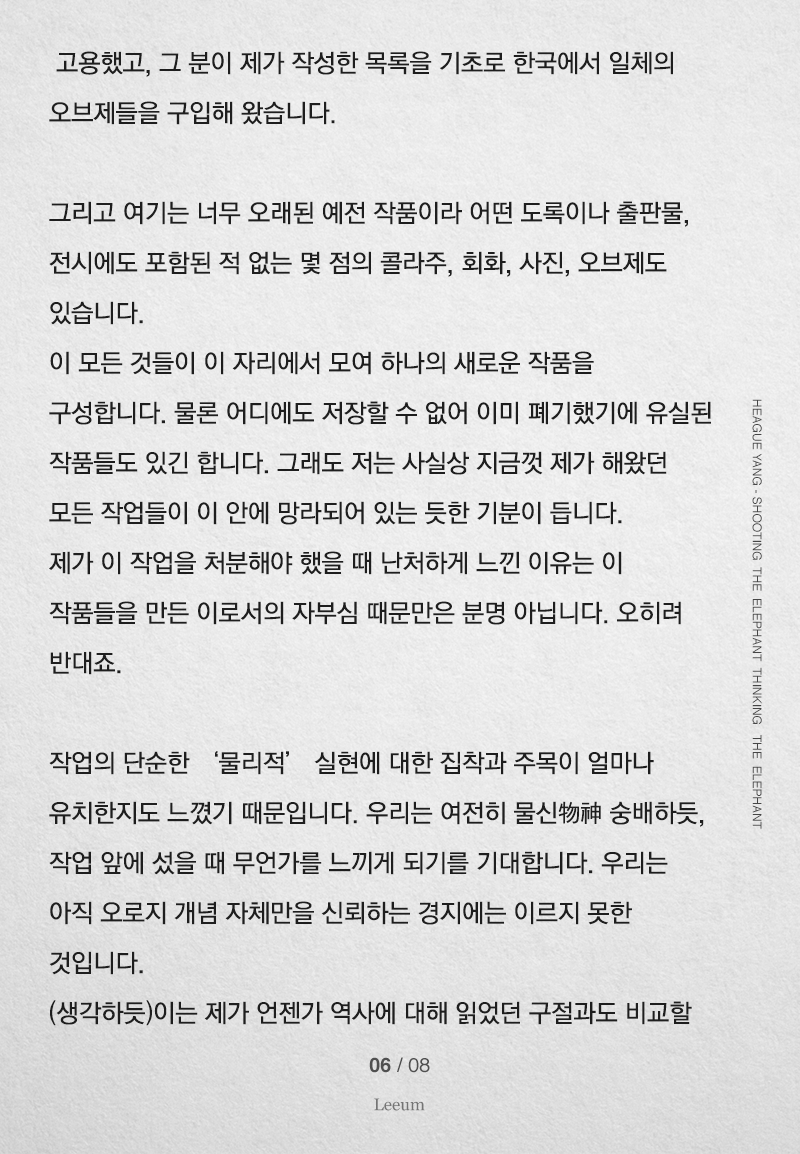 고용했고, 그 분이 제가 작성한 목록을 기초로 한국에서 일체의
오브제들을 구입해 왔습니다.
그리고 여기는 너무 오래된 예전 작품이라 어떤 도록이나 출판물,
전시에도 포함된 적 없는 몇 점의 콜라주, 회화, 사진, 오브제도
있습니다.
이 모든 것들이 이 자리에서 모여 하나의 새로운 작품을
구성합니다. 물론 어디에도 저장할 수 없어 이미 폐기했기에 유실된
작품들도 있긴 합니다. 그래도 저는 사실상 지금껏 제가 해왔던
모든 작업들이 이 안에 망라되어 있는 듯한 기분이 듭니다.
제가 이 작업을 처분해야 했을 때 난처하게 느낀 이유는 이
작품들을 만든 이로서의 자부심 때문만은 분명 아닙니다. 오히려
반대죠.
작업의 단순한 ‘물리적’ 실현에 대한 집착과 주목이 얼마나
유치한지도 느꼈기 때문입니다. 우리는 여전히 물신物神 숭배하듯,
작업 앞에 섰을 때 무언가를 느끼게 되기를 기대합니다. 우리는
아직 오로지 개념 자체만을 신뢰하는 경지에는 이르지 못한
것입니다.
(생각하듯)이는 제가 언젠가 역사에 대해 읽었던 구절과도 비교할
HEAGUE YANG - SHOOTING THE ELEPHANT THINKING THE ELEPHANT
06 / 08
Leeum